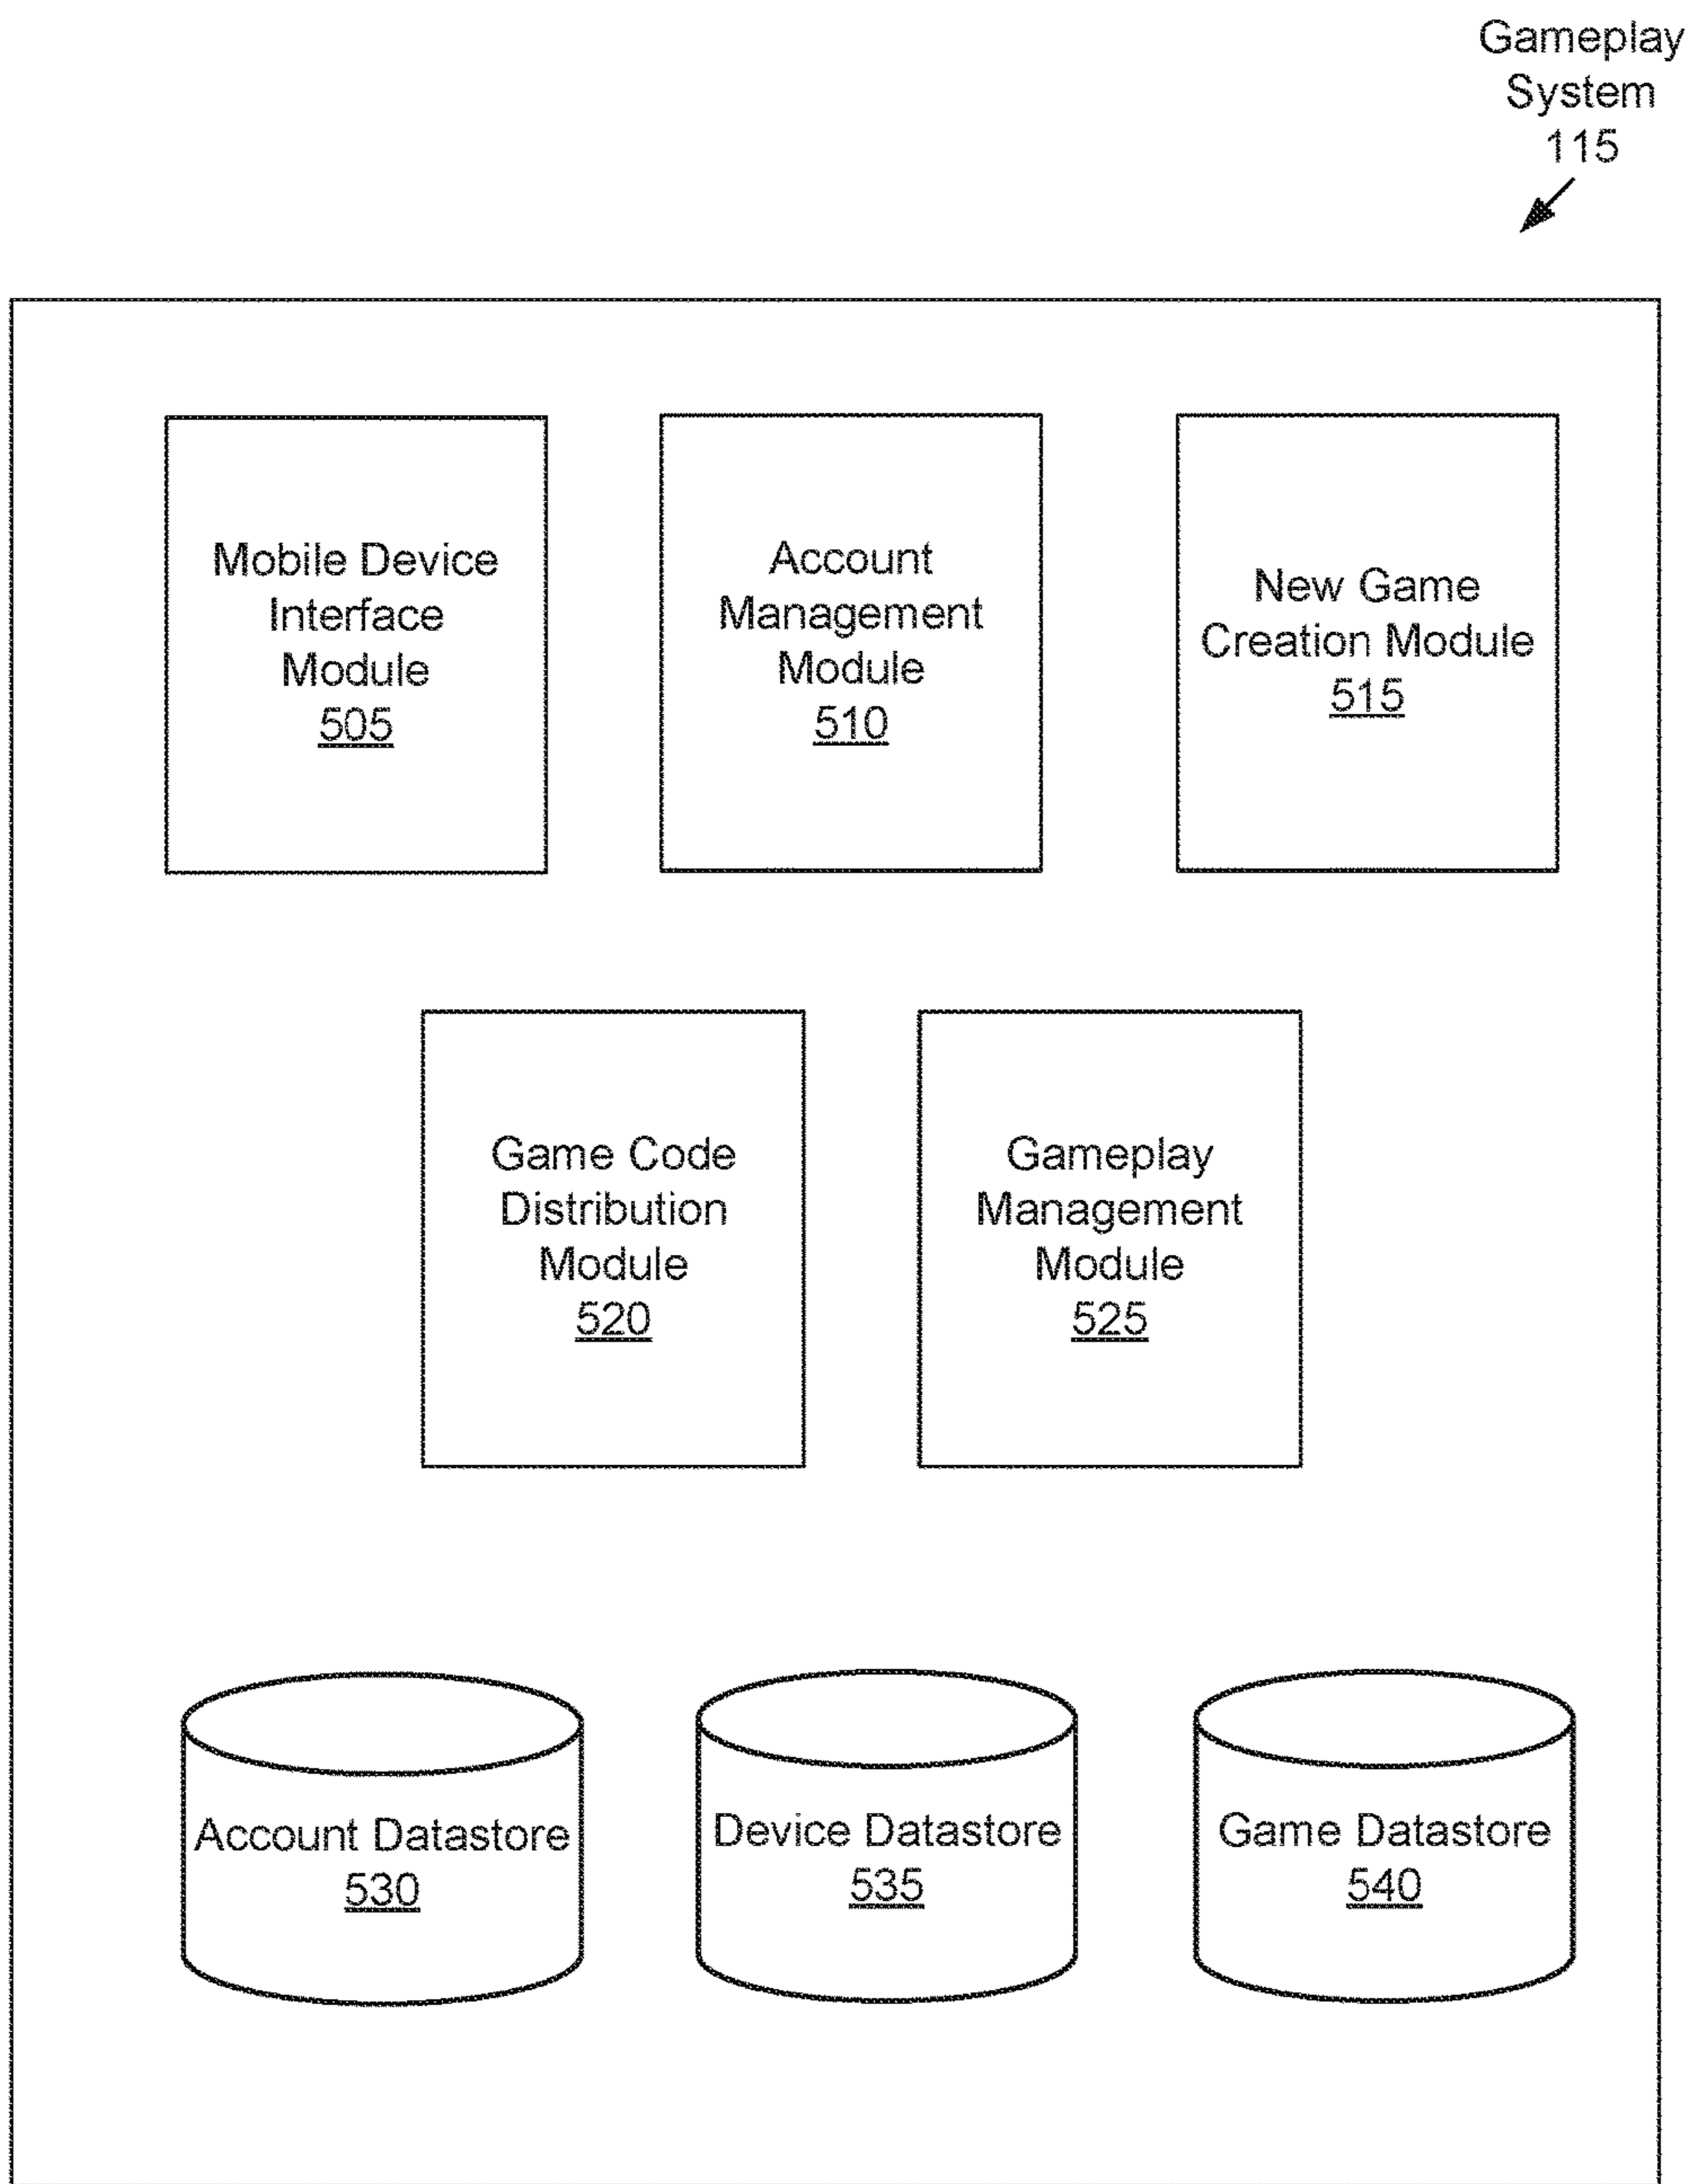 Gameplay
System
115
Mobile Device
Interface
Module
505
Account
Management
Module
510
New Game
Creation Module
515
Game Code
Distribution
Module
520
Gameplay
Management
Module
525
Account Datastore
530
Device Datastore
535
Game Datastore
540